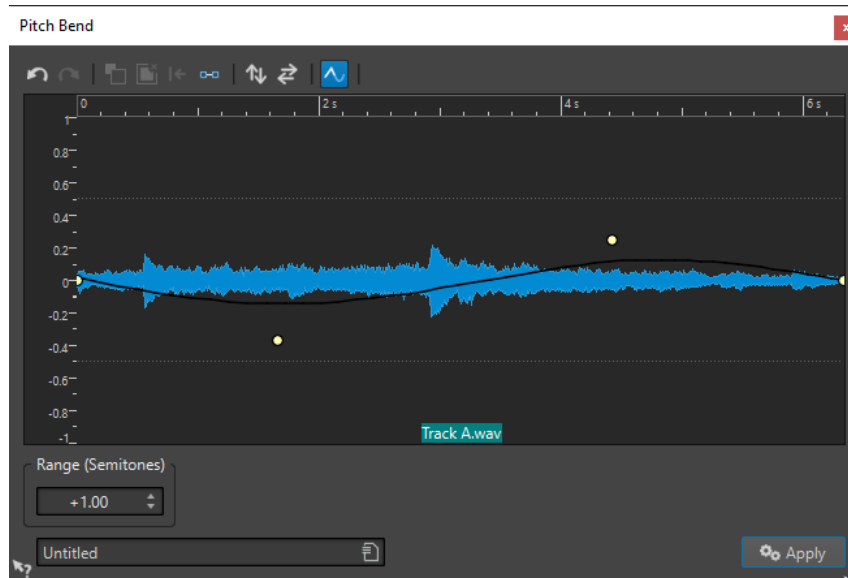 Pitch Bend
x
0 2 s 4 s 6 s
1
0.8
0.6
0.4
0.2
0
-0.2
-0.4
-0.6
-0.8
-1
Track A.wav
Range (Semitones)
+1.00
Untitled
Apply
?